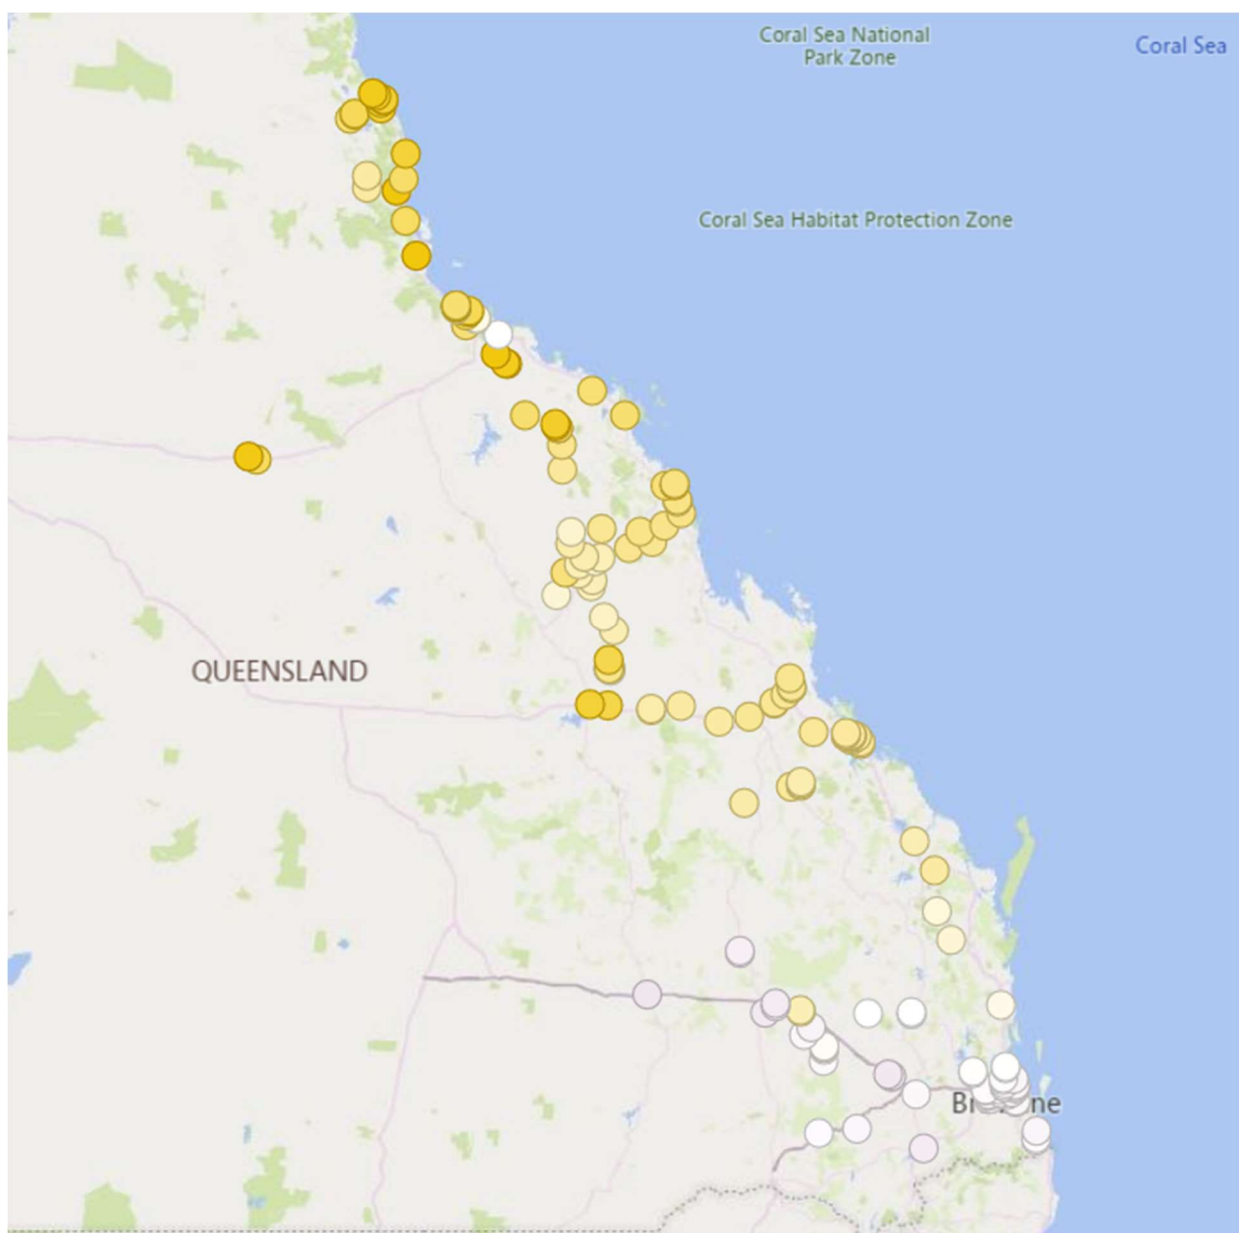 Coral Sea National
Park Zone
Coral Sea
Coral Sea Habitat Protection Zone
QUEENSLAND